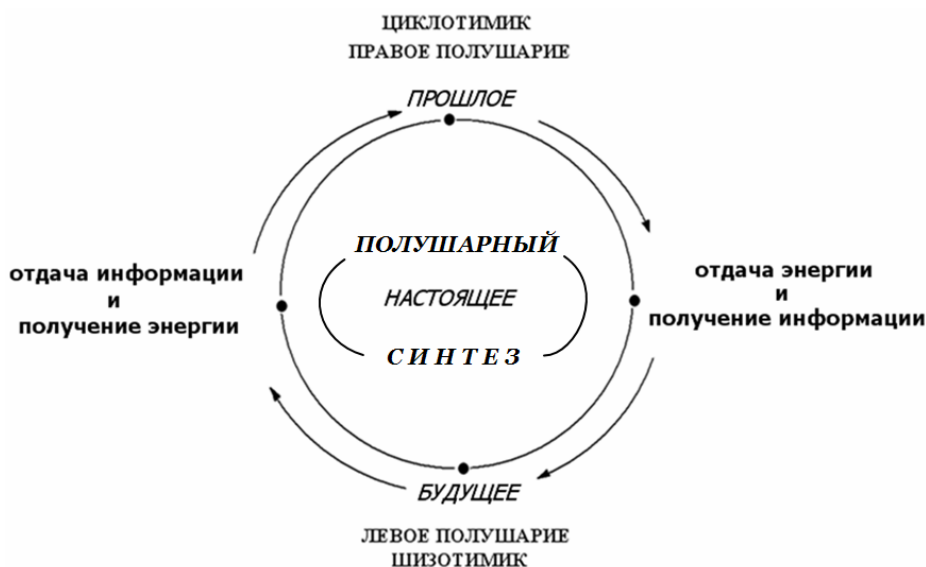 ЦИКЛОТИМИК
ПРАВОЕ ПОЛУШАРИЕ
ПРОШЛОЕ
ПОЛУШАРНЫЙ
отдача информации
и
получение энергии
НАСТОЯЩЕЕ
отдача энергии
и
получение информации
С И Н Т Е З
БУДУЩЕЕ
ЛЕВОЕ ПОЛУШАРИЕ
ШИЗОТИМИК